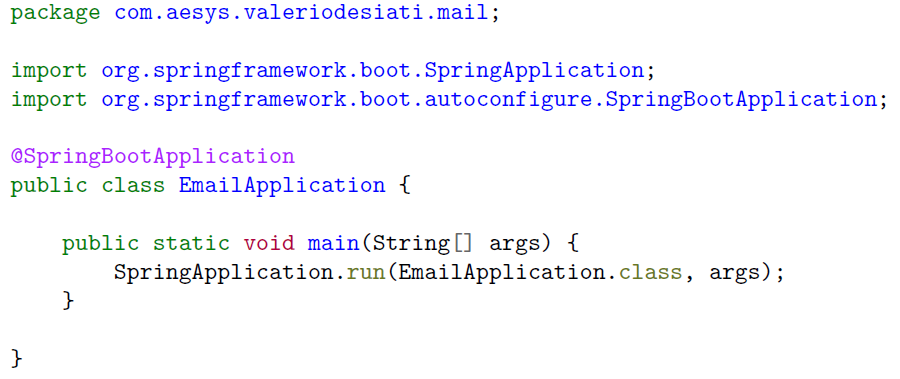 package com.aesys.valeriodesiati.mail;
import org.springframework.boot.SpringApplication;
import org.springframework.boot.autoconfigure.SpringBootApplication;
@SpringBootApplication
public class EmailApplication {
    public static void main(String[] args) {
        SpringApplication.run(EmailApplication.class, args);
    }
}